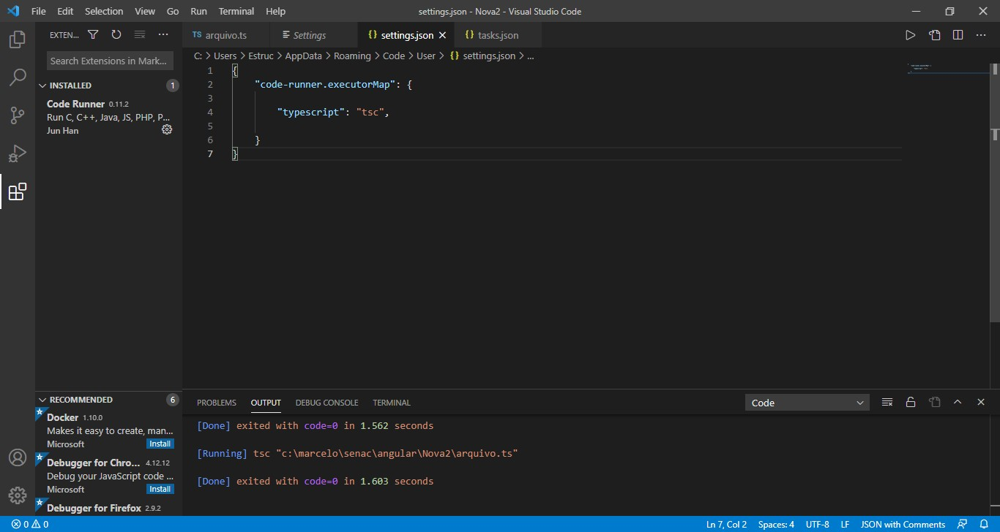 File Edit Selection View Go Run Terminal Help settings.json - Nova2 - Visual Studio Code
EXTEN...
Search Extensions in Mark...
INSTALLED 1
Code Runner 0.11.2
Run C, C++, Java, JS, PHP, P...
Jun Han
TS arquivo.ts Settings {} settings.json {} tasks.json
C: > Users > Estruc > AppData > Roaming > Code > User > {} settings.json > ...
1 {
2 "code-runner.executorMap": {
3
4 "typescript": "tsc",
5
6 }
7 }
RECOMMENDED 6
Docker 1.10.0
Makes it easy to create, man...
Microsoft Install
Debugger for Chro... 4.12.12
Debug your JavaScript code ...
Microsoft Install
Debugger for Firefox 2.9.2
PROBLEMS OUTPUT DEBUG CONSOLE TERMINAL Code
[Done] exited with code=0 in 1.562 seconds
[Running] tsc "c:\marcelo\senac\angular\Nova2\arquivo.ts"
[Done] exited with code=0 in 1.603 seconds
0 0 Ln 7, Col 2 Spaces: 4 UTF-8 LF JSON with Comments